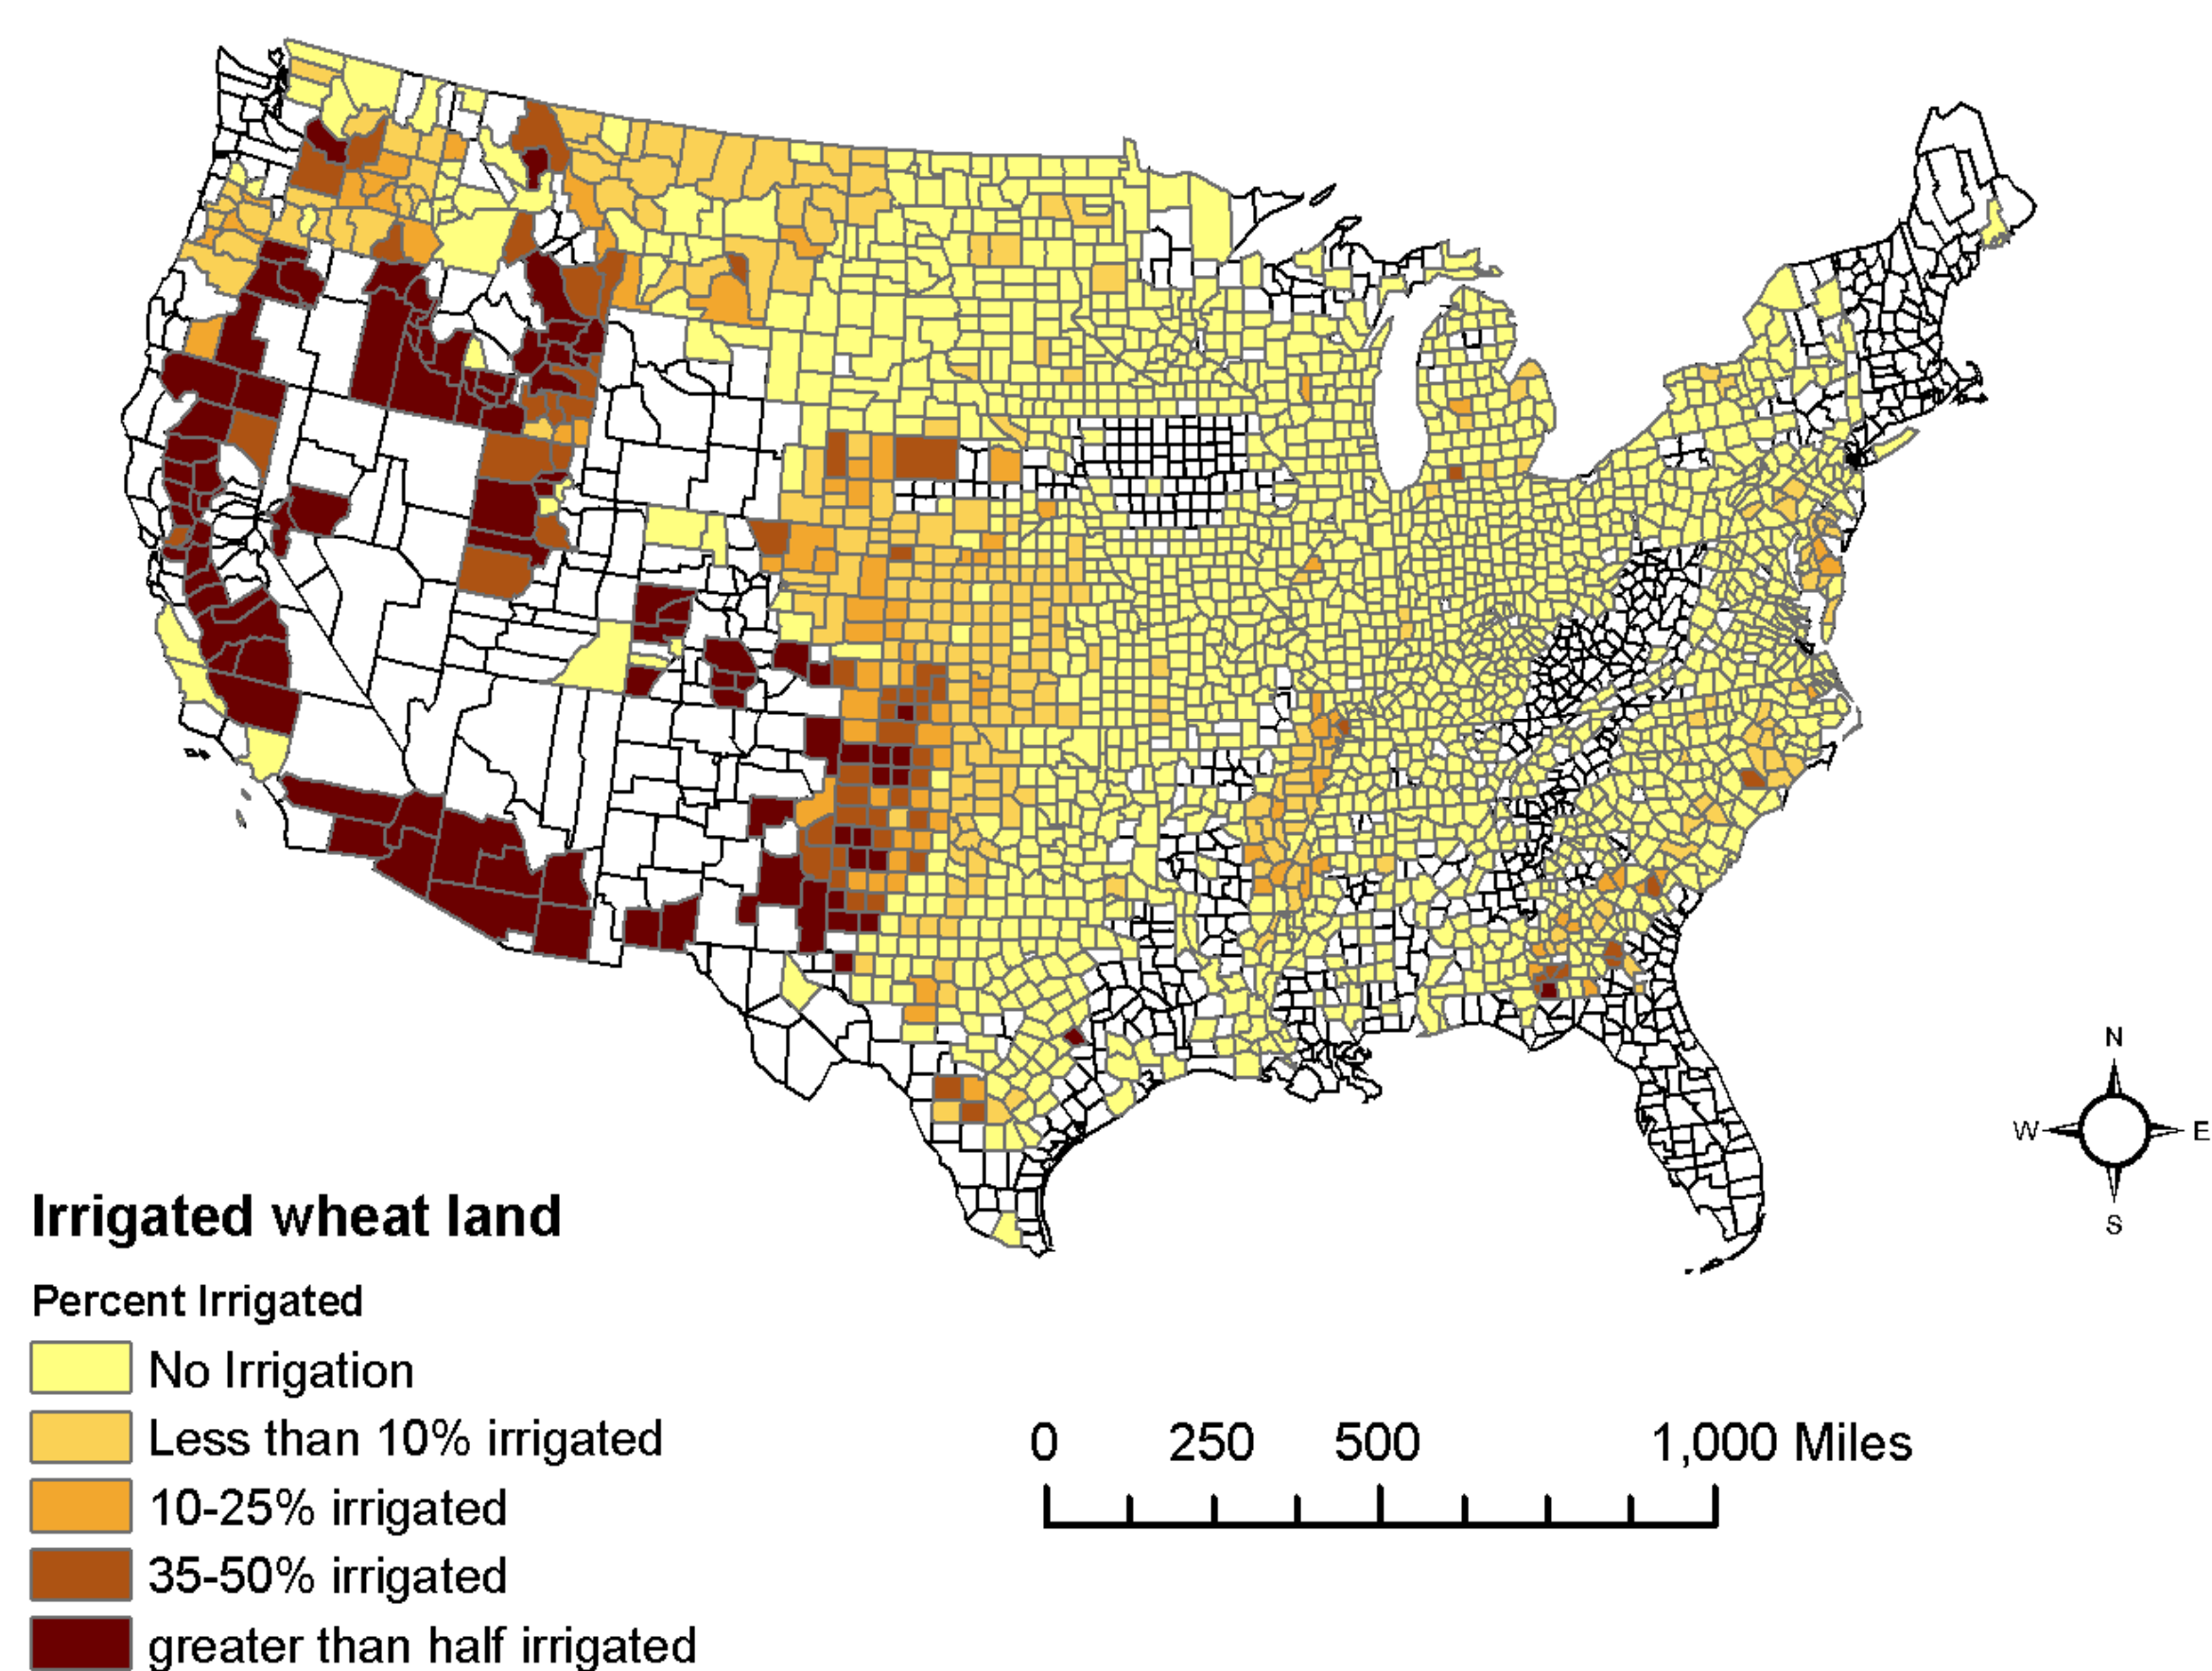 N
W E
S
Irrigated wheat land
Percent Irrigated
No Irrigation
Less than 10% irrigated
10-25% irrigated
35-50% irrigated
greater than half irrigated
0 250 500 1,000 Miles